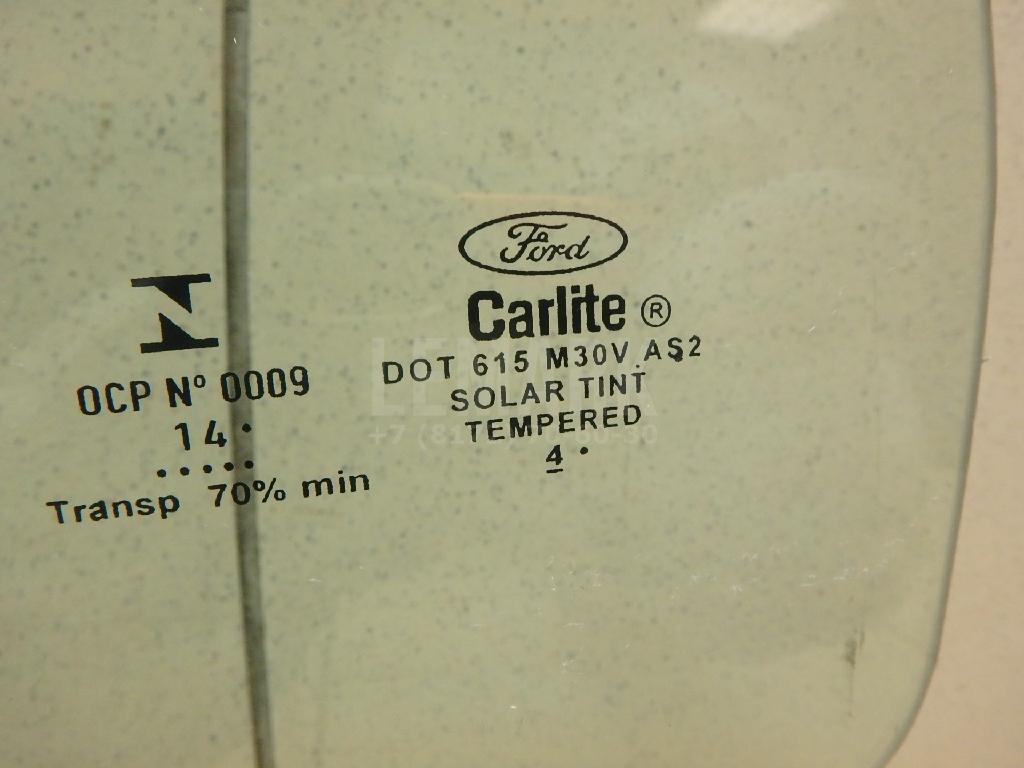 Ford
Carlite ®
DOT 615 M30V AS2
SOLAR TINT
TEMPERED
4 •
OCP Nº 0009
14 •
• • • • •
Transp 70% min